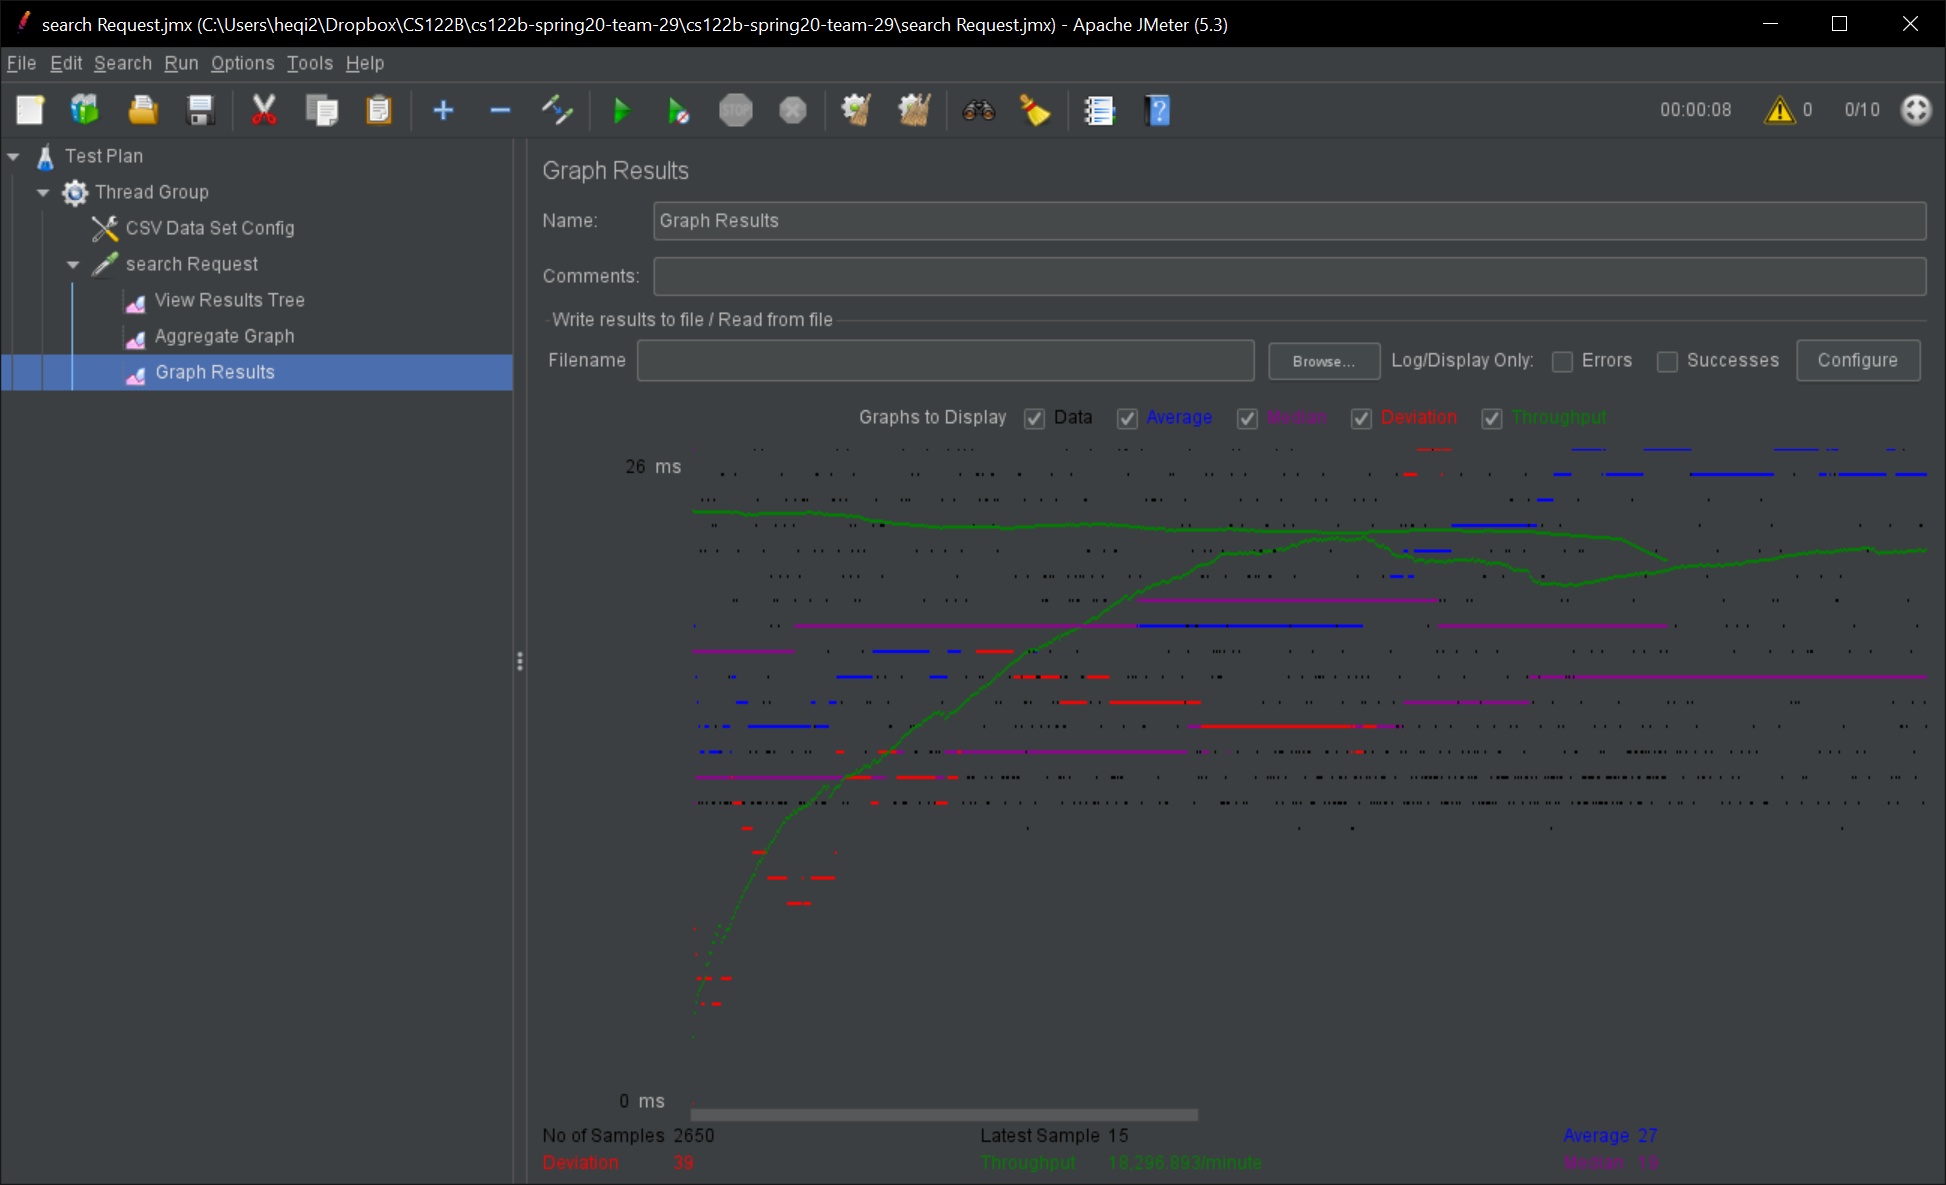 search Request.jmx (C:\Users\heqi2\Dropbox\CS122B\cs122b-spring20-team-29\cs122b-spring20-team-29\search Request.jmx) - Apache JMeter (5.3)
File Edit Search Run Options Tools Help
STOP
00:00:08 0 0/10
Test Plan
Thread Group
CSV Data Set Config
search Request
View Results Tree
Aggregate Graph
Graph Results
Graph Results
Name: Graph Results
Comments:
Write results to file / Read from file
Filename Browse... Log/Display Only: Errors Successes Configure
Graphs to Display Data Average Median Deviation Throughput
26 ms
0 ms
No of Samples 2650 Latest Sample 15 Average 27
Deviation 39 Throughput 18,296.893/minute Median